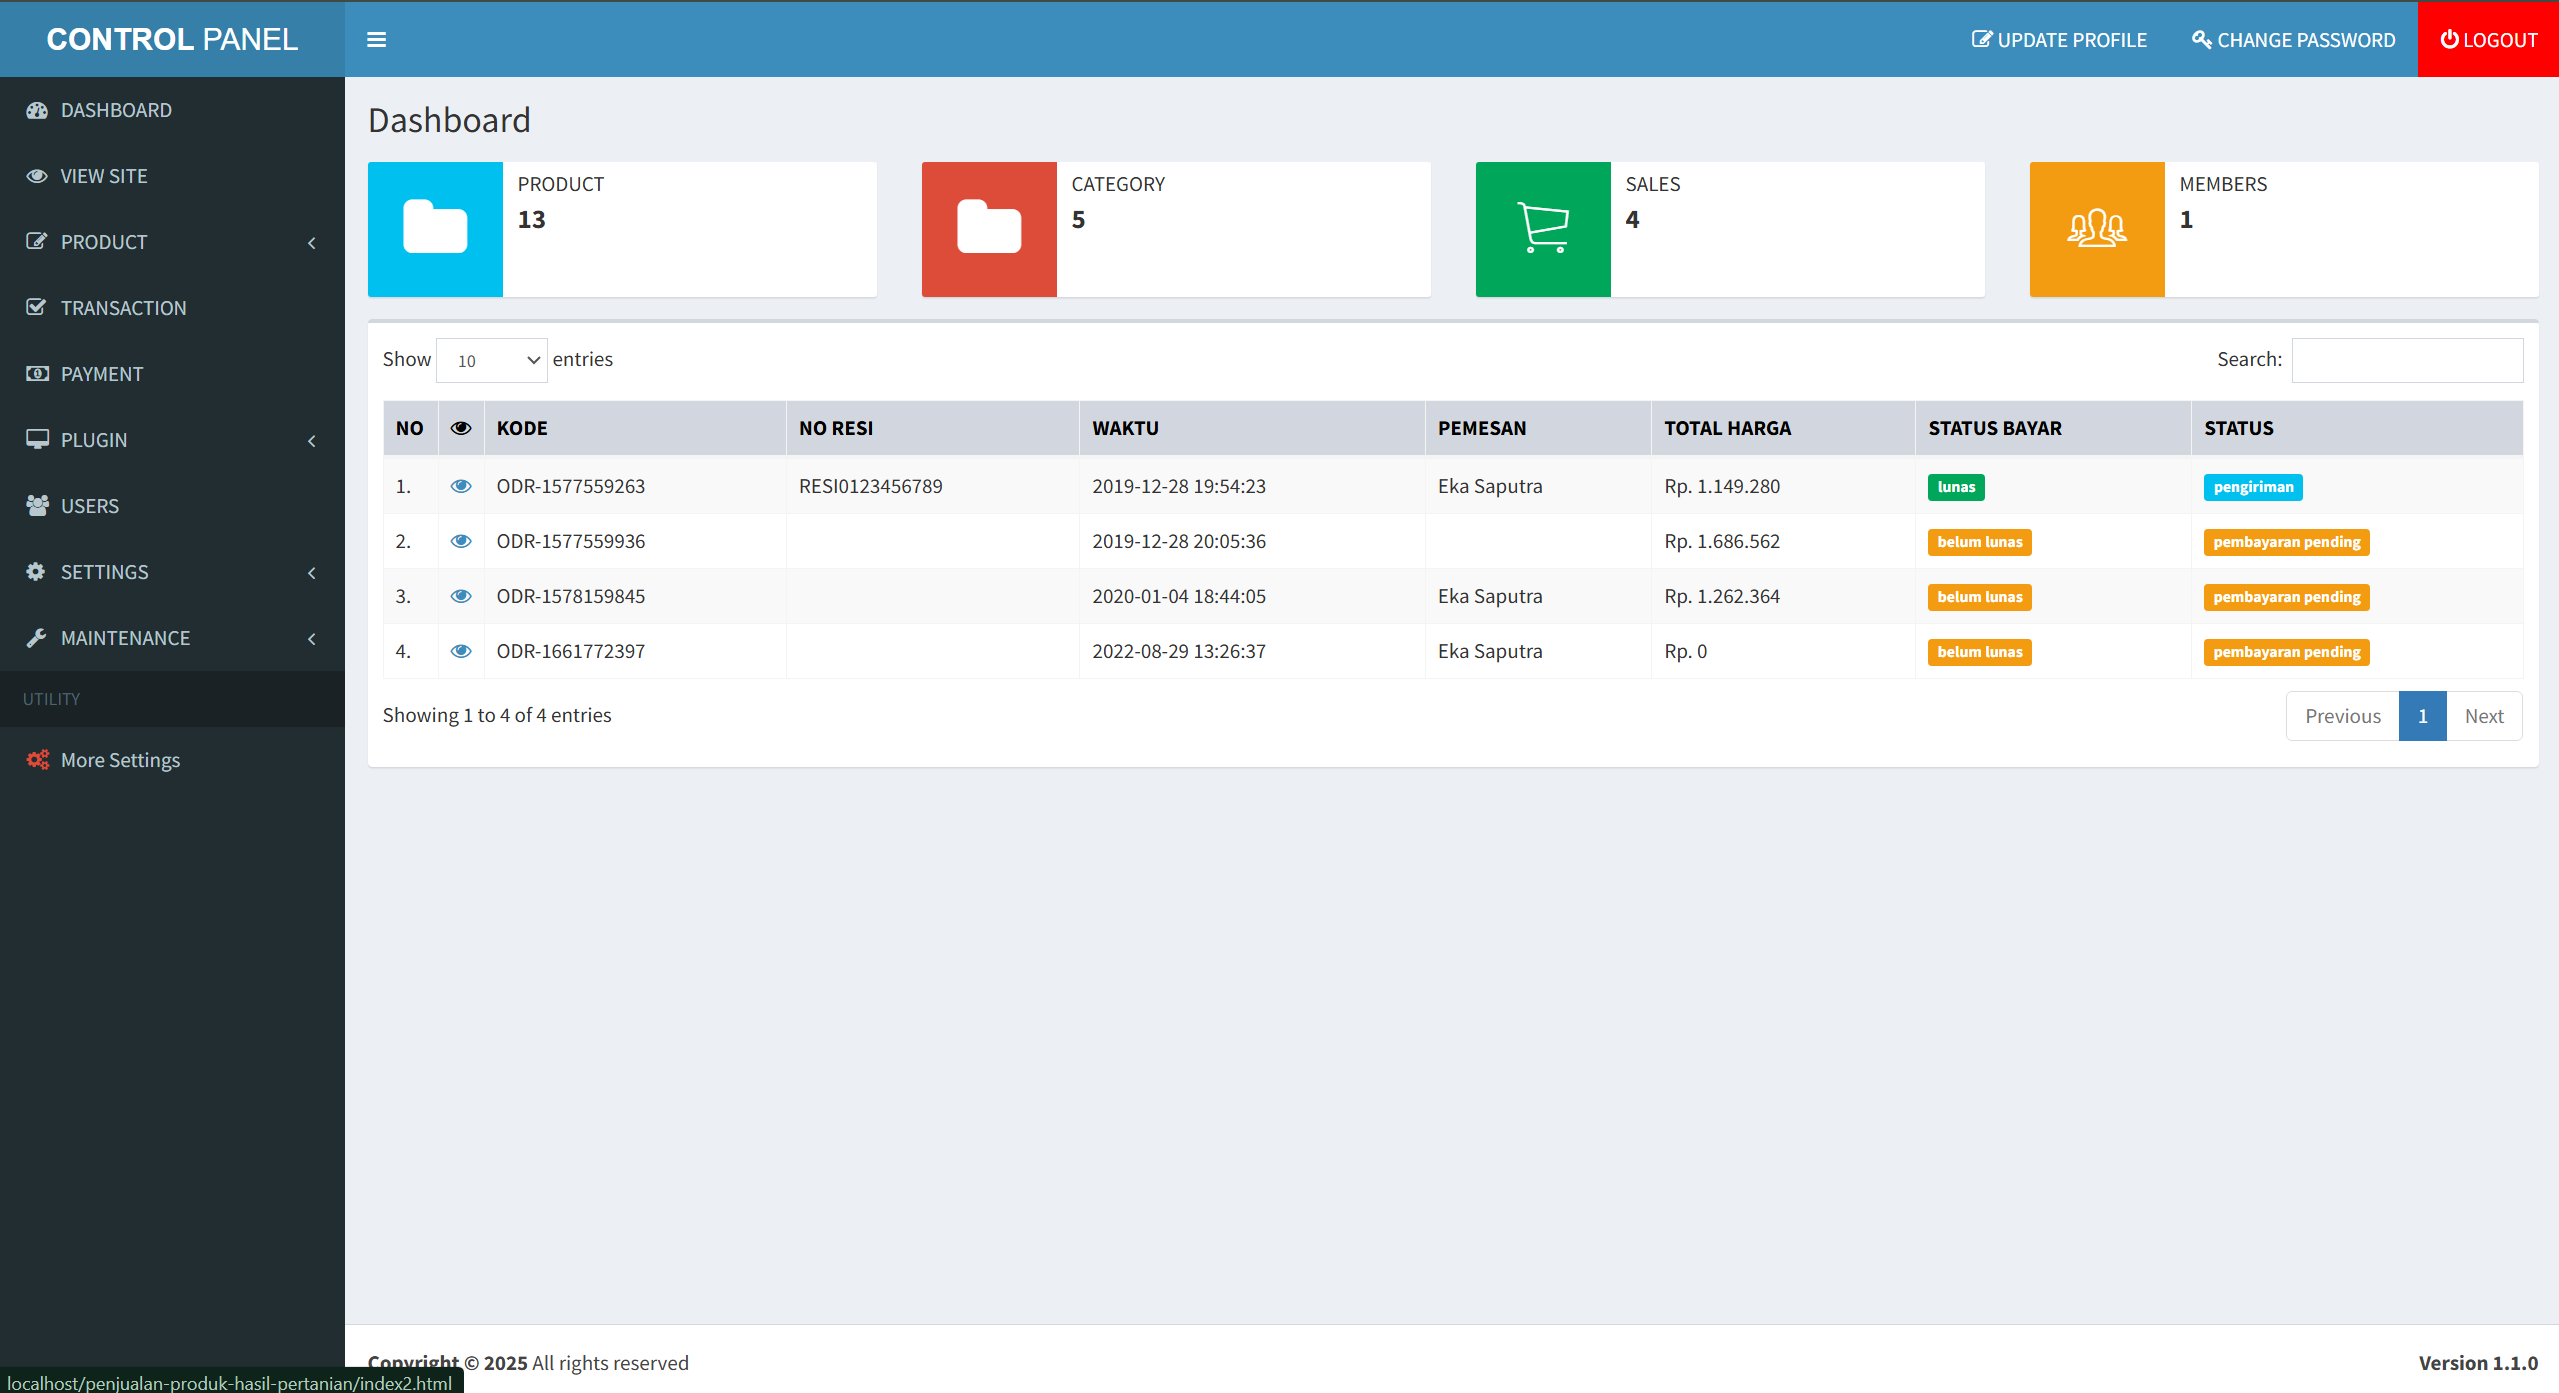 CONTROL PANEL
UPDATE PROFILE
CHANGE PASSWORD
LOGOUT
DASHBOARD
VIEW SITE
PRODUCT
TRANSACTION
PAYMENT
PLUGIN
USERS
SETTINGS
MAINTENANCE
UTILITY
More Settings
Dashboard
PRODUCT
13
CATEGORY
5
SALES
4
MEMBERS
1
Show 10 entries
Search:
NO KODE NO RESI WAKTU PEMESAN TOTAL HARGA STATUS BAYAR STATUS
1. ODR-1577559263 RESI0123456789 2019-12-28 19:54:23 Eka Saputra Rp. 1.149.280 lunas pengiriman
2. ODR-1577559936 2019-12-28 20:05:36 Rp. 1.686.562 belum lunas pembayaran pending
3. ODR-1578159845 2020-01-04 18:44:05 Eka Saputra Rp. 1.262.364 belum lunas pembayaran pending
4. ODR-1661772397 2022-08-29 13:26:37 Eka Saputra Rp. 0 belum lunas pembayaran pending
Showing 1 to 4 of 4 entries
Previous 1 Next
Copyright © 2025 All rights reserved
Version 1.1.0
localhost/penjualan-produk-hasil-pertanian/index2.html